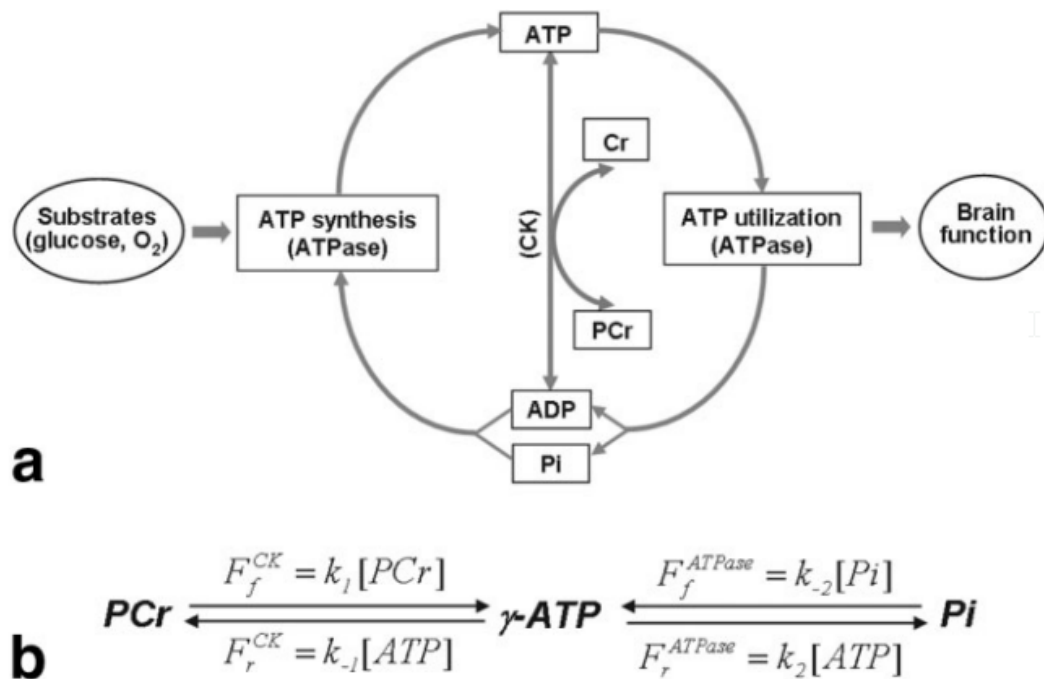 ATP
Cr
Substrates
(glucose, O₂)
ATP synthesis
(ATPase)
(CK)
ATP utilization
(ATPase)
Brain
function
PCr
ADP
Pi
a
F_f^{CK} = k_1[PCr]
F_f^{ATPase} = k_{-2}[Pi]
PCr γ-ATP Pi
F_r^{CK} = k_{-1}[ATP]
F_r^{ATPase} = k_2[ATP]
b